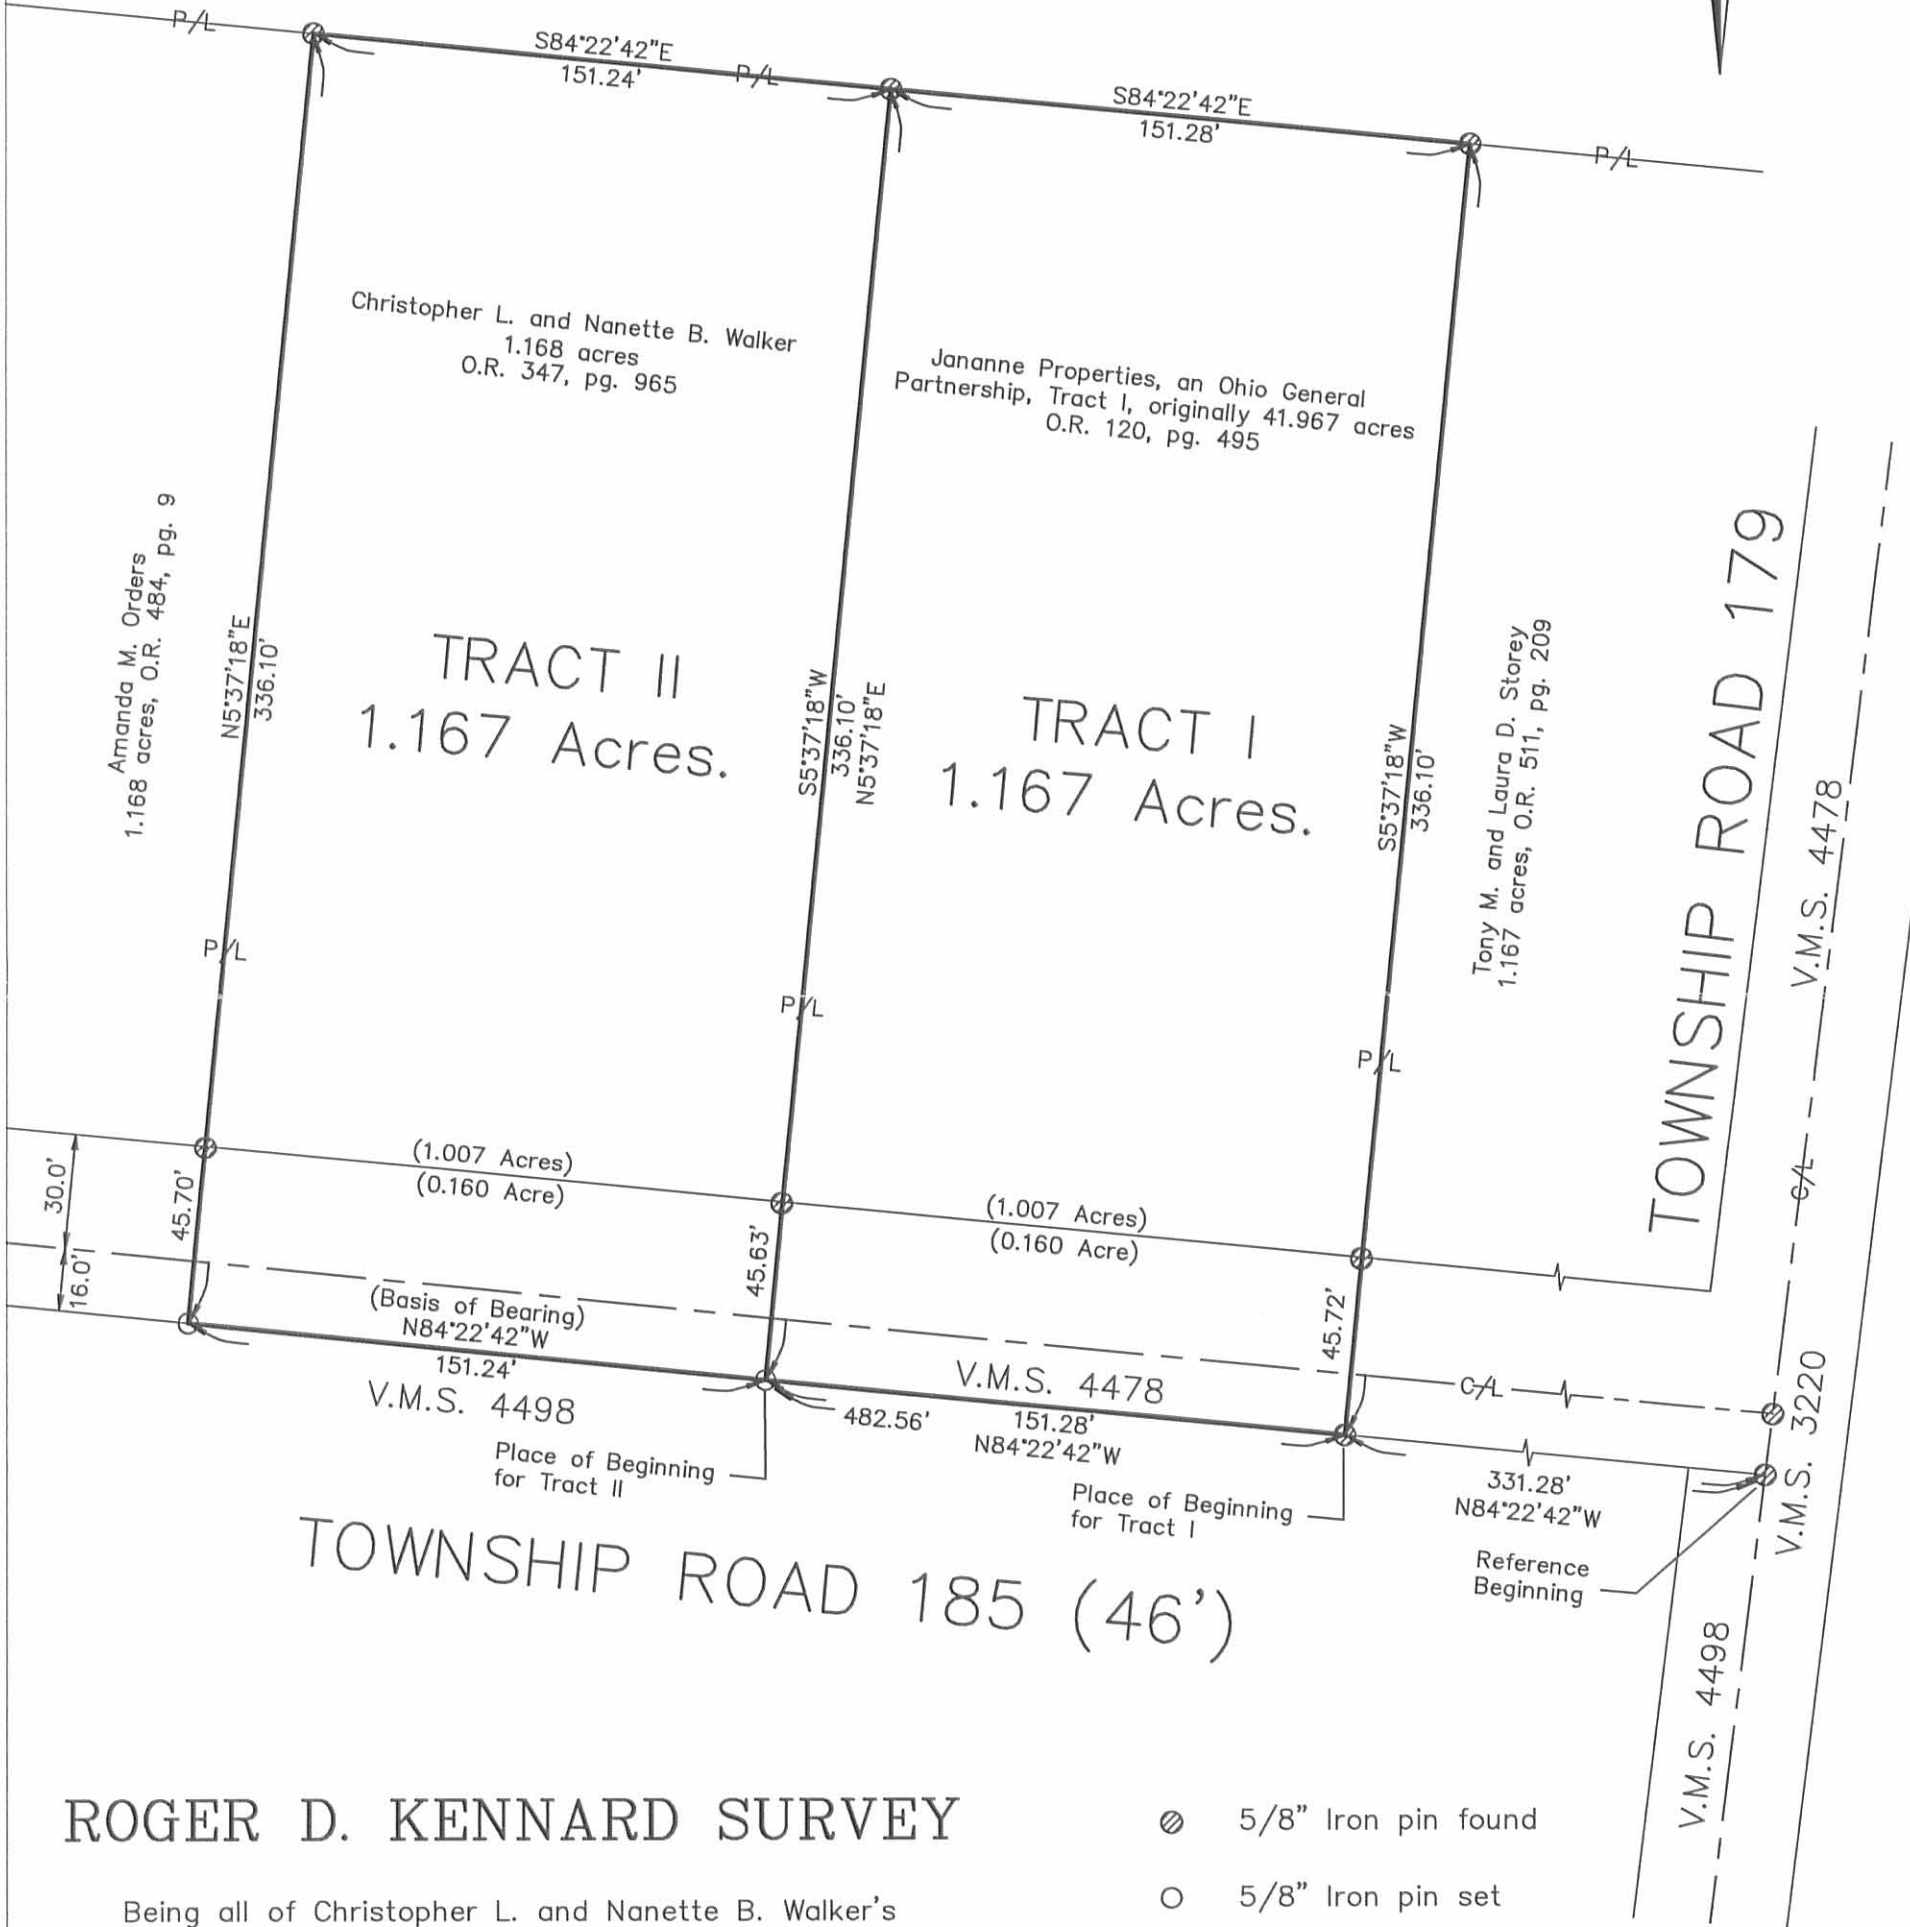 P/L
S84°22'42"E
151.24'
P/L
S84°22'42"E
151.28'
P/L
Christopher L. and Nanette B. Walker
1.168 acres
O.R. 347, pg. 965
Jananne Properties, an Ohio General
Partnership, Tract I, originally 41.967 acres
O.R. 120, pg. 495
Amanda M. Orders
1.168 acres, O.R. 484, pg. 9
N5°37'18"E
336.10'
TRACT II
1.167 Acres.
S5°37'18"W
336.10'
N5°37'18"E
TRACT I
1.167 Acres.
S5°37'18"W
336.10'
Tony M. and Laura D. Storey
1.167 acres, O.R. 511, pg. 209
TOWNSHIP ROAD 179
V.M.S. 4478
P/L
P/L
P/L
C/L
30.0'
16.0'
45.70'
(1.007 Acres)
(0.160 Acre)
45.63'
(1.007 Acres)
(0.160 Acre)
45.72'
(Basis of Bearing)
N84°22'42"W
151.24'
V.M.S. 4498
V.M.S. 4478
C/L
482.56'
151.28'
N84°22'42"W
331.28'
N84°22'42"W
V.M.S. 3220
Place of Beginning
for Tract II
Place of Beginning
for Tract I
Reference
Beginning
TOWNSHIP ROAD 185 (46')
V.M.S. 4498
ROGER D. KENNARD SURVEY
5/8" Iron pin found
5/8" Iron pin set
Being all of Christopher L. and Nanette B. Walker's